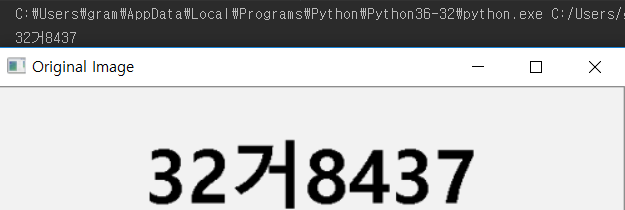 C:₩Users₩gram₩AppData₩Local₩Programs₩Python₩Python36-32₩python.exe C:/Users/
32거8437
Original Image
32거8437